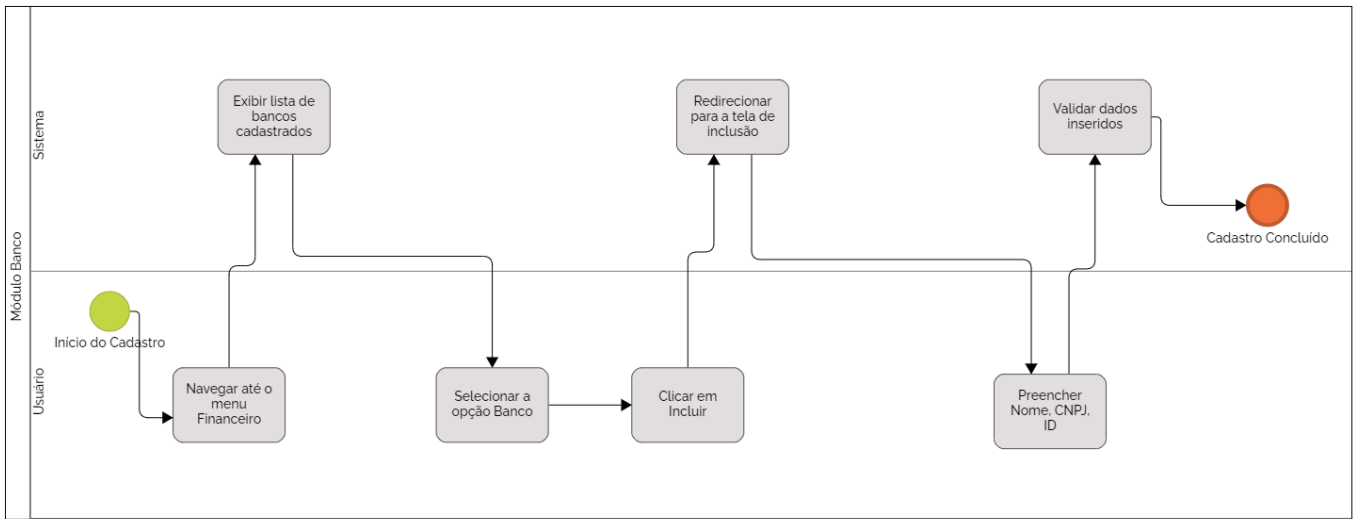 Módulo Banco
Sistema
Exibir lista de
bancos
cadastrados
Redirecionar
para a tela de
inclusão
Validar dados
inseridos
Cadastro Concluído
Usuário
Início do Cadastro
Navegar até o
menu
Financeiro
Selecionar a
opção Banco
Clicar em
Incluir
Preencher
Nome, CNPJ,
ID